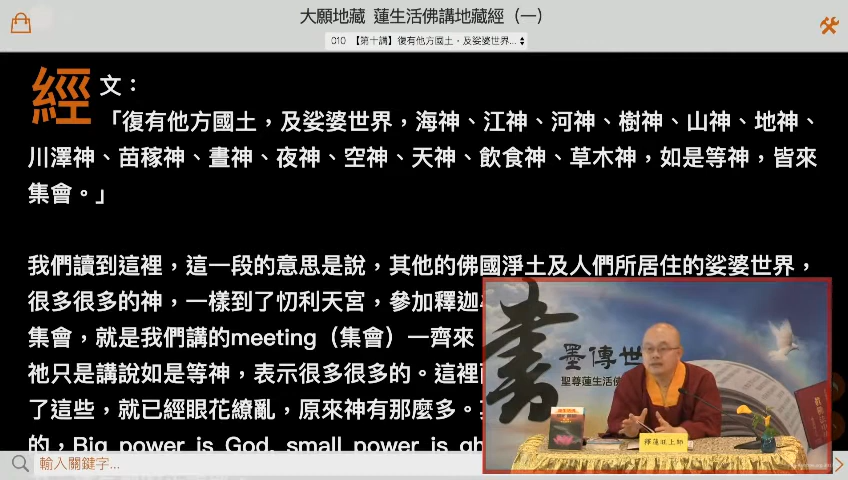 大願地藏 蓮生活佛講地藏經（一）
010 【第十講】復有他方國土，及娑婆世界...
經文：
「復有他方國土，及娑婆世界，海神、江神、河神、樹神、山神、地神、
川澤神、苗稼神、晝神、夜神、空神、天神、飲食神、草木神，如是等神，皆來
集會。」
我們讀到這裡，這一段的意思是說，其他的佛國淨土及人們所居住的娑婆世界，
很多很多的神，一樣到了忉利天宮，參加釋迦
集會，就是我們講的meeting（集會）一齊來
祂只是講說如是等神，表示很多很多的。這裡
了這些，就已經眼花繚亂，原來神有那麼多。
的，Big power is God, small power is
書
墨傳世
聖尊蓮生活佛
釋蓮旺上師
輸入關鍵字...